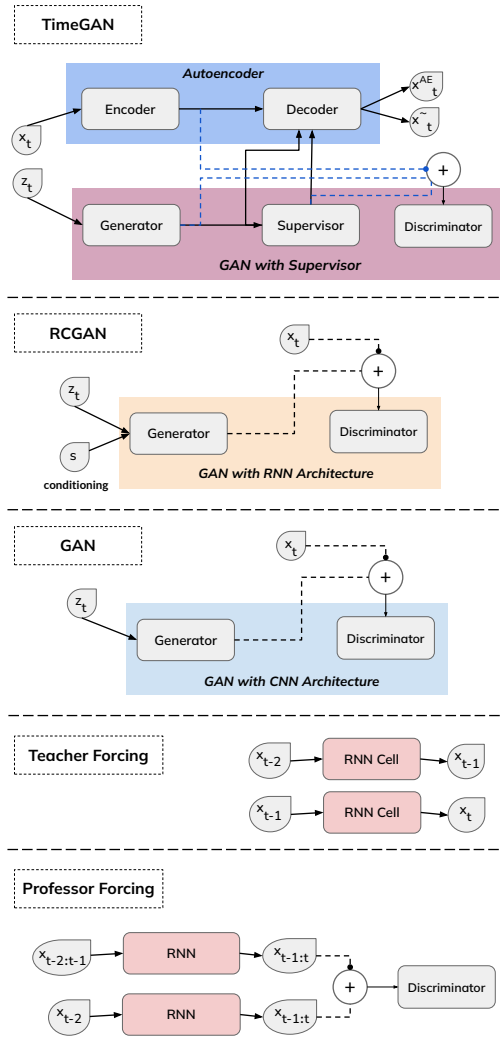 TimeGAN
Autoencoder
Encoder
Decoder
x^AE_t
x^~_t
x_t
z_t
+
Generator
Supervisor
Discriminator
GAN with Supervisor
RCGAN
x_t
+
z_t
Generator
Discriminator
s
conditioning
GAN with RNN Architecture
GAN
x_t
+
z_t
Generator
Discriminator
GAN with CNN Architecture
Teacher Forcing
x_t-2
RNN Cell
x_t-1
x_t-1
RNN Cell
x_t
Professor Forcing
x_t-2:t-1
RNN
x_t-1:t
+
Discriminator
x_t-2
RNN
x_t-1:t